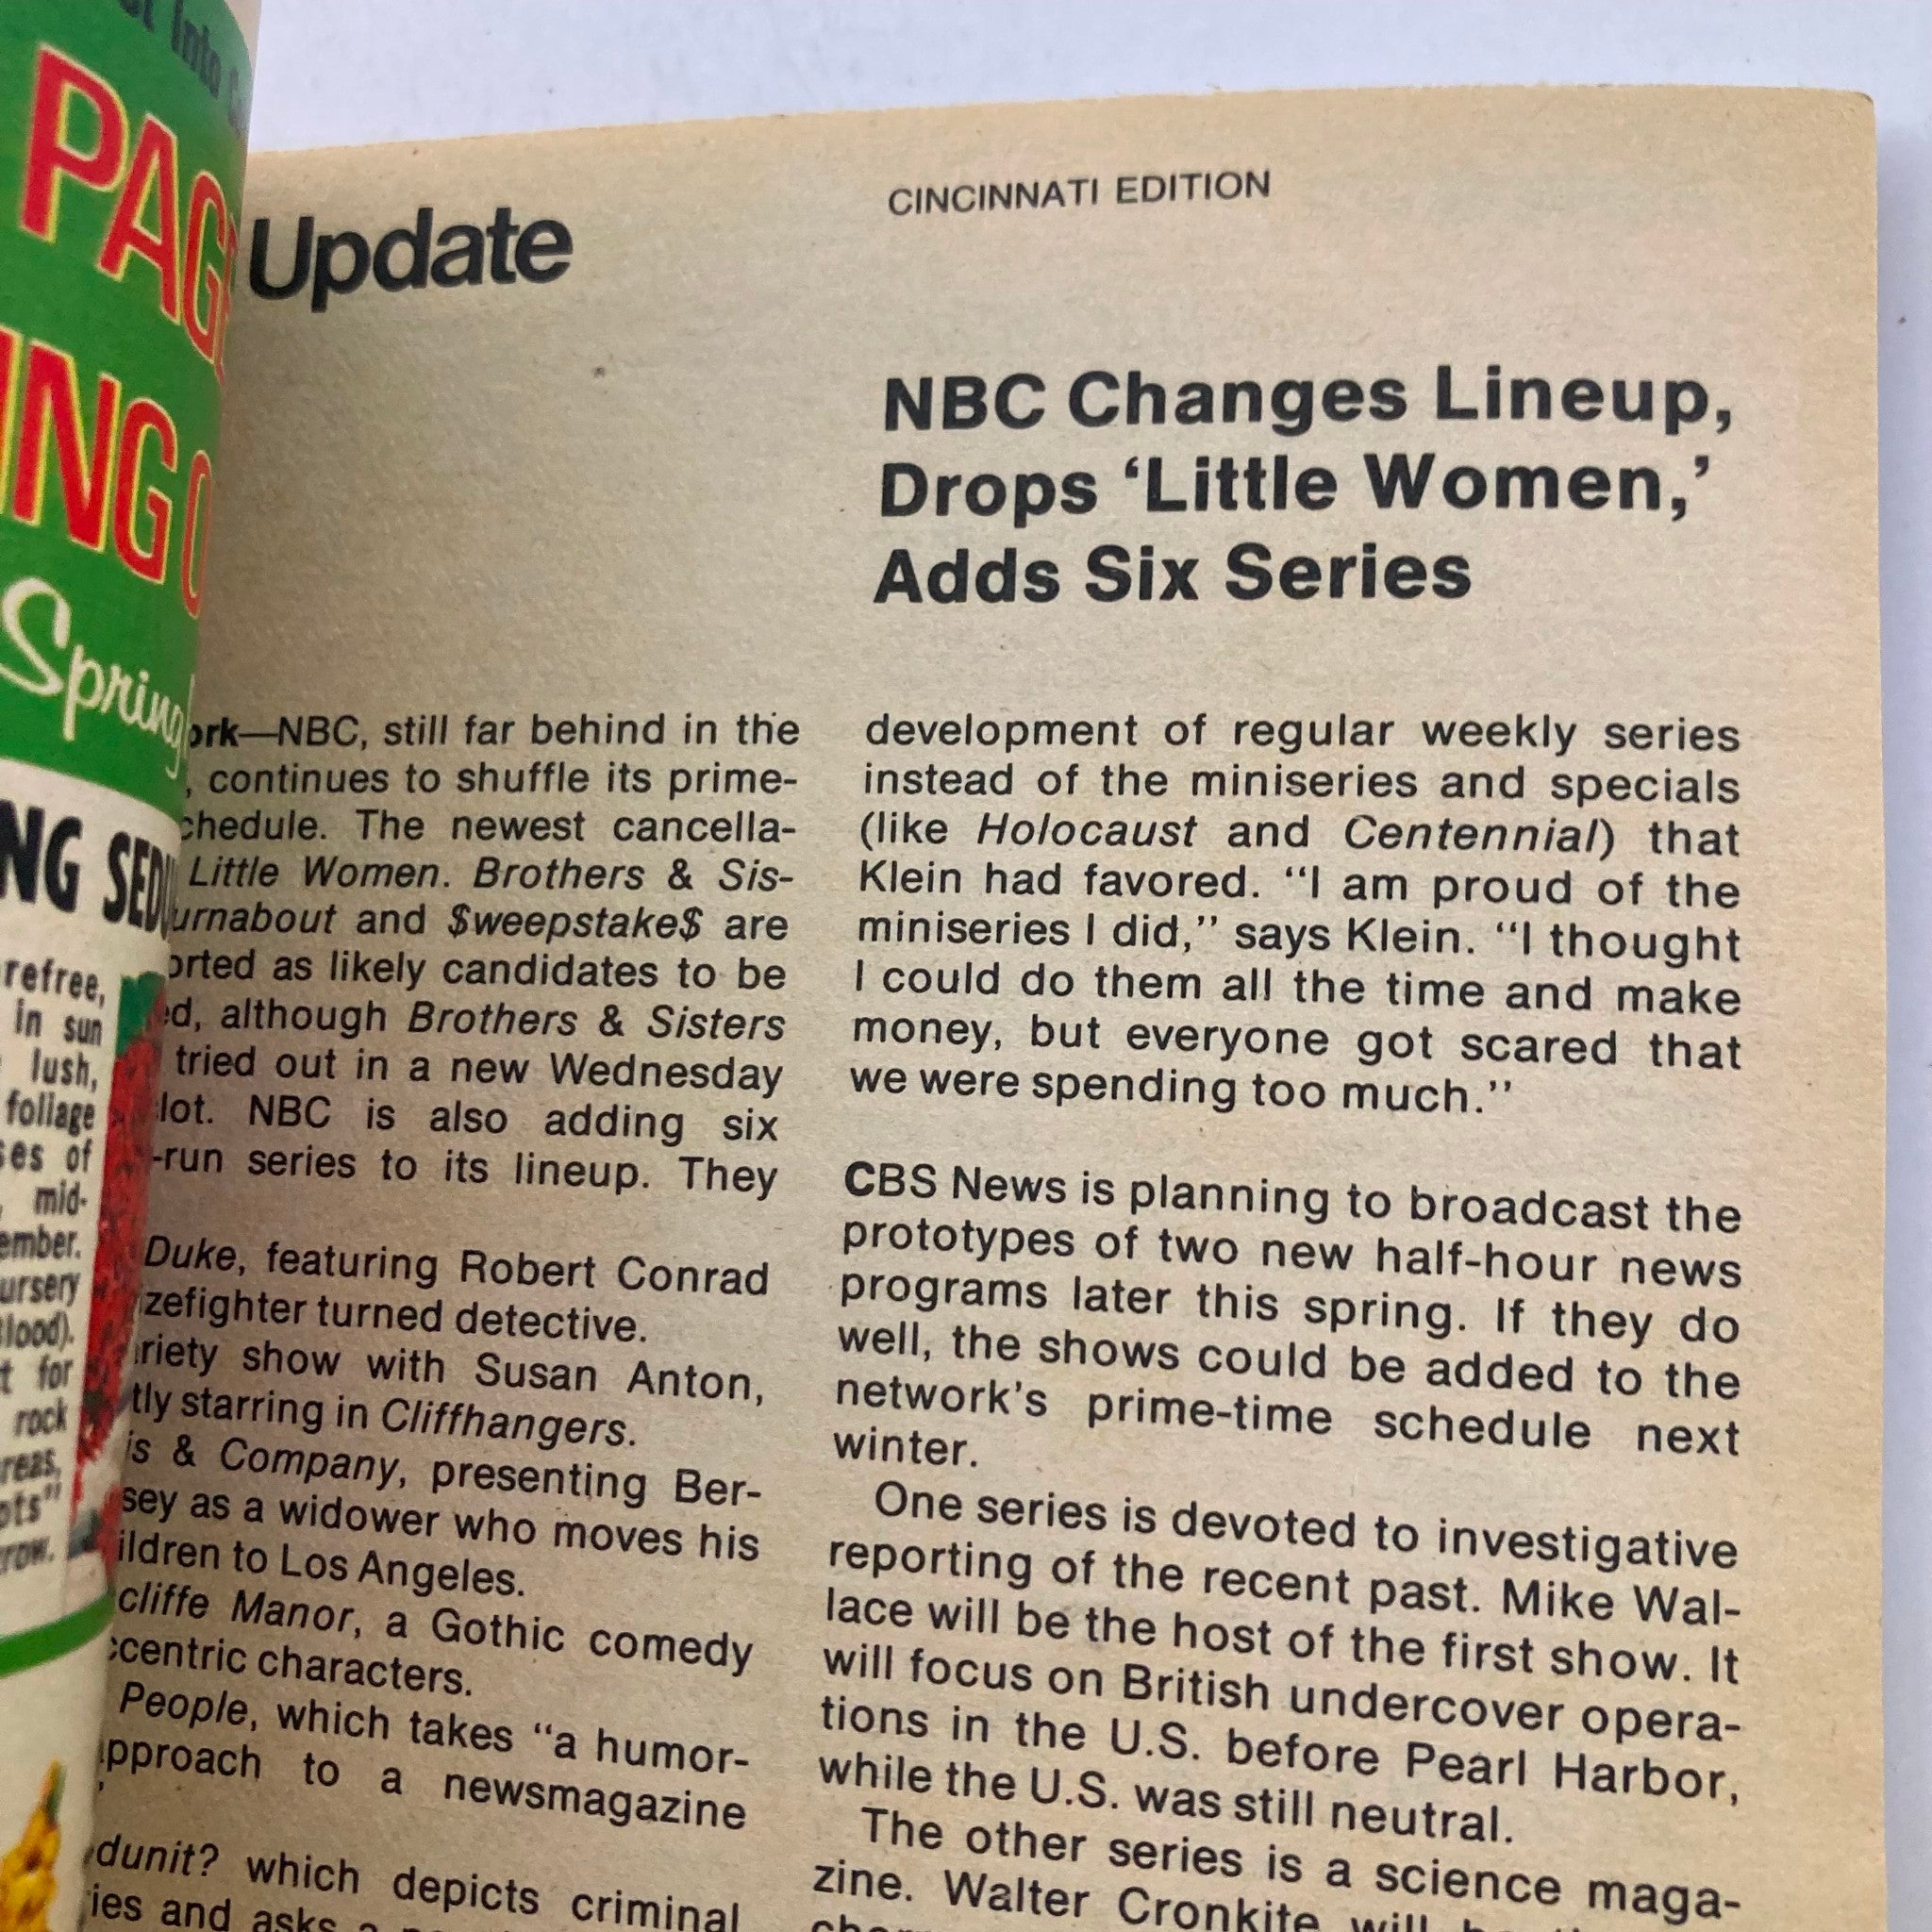 PAG
ING O
Spring
NG SEDU
refree,
in sun
lush,
foliage
ses of
mid-
ember.
ursery
lood).
t for
rock
reas,
pts"
row.
Update
CINCINNATI EDITION
NBC Changes Lineup,
Drops ‘Little Women,’
Adds Six Series
ork—NBC, still far behind in the
, continues to shuffle its prime-
chedule. The newest cancella-
Little Women. Brothers & Sis-
urnabout and $weepstake$ are
orted as likely candidates to be
ed, although Brothers & Sisters
tried out in a new Wednesday
lot. NBC is also adding six
-run series to its lineup. They
Duke, featuring Robert Conrad
izefighter turned detective.
riety show with Susan Anton,
tly starring in Cliffhangers.
is & Company, presenting Ber-
sey as a widower who moves his
ildren to Los Angeles.
cliffe Manor, a Gothic comedy
ccentric characters.
People, which takes “a humor-
pproach to a newsmagazine
dunit? which depicts criminal
ies and asks a
development of regular weekly series
instead of the miniseries and specials
(like Holocaust and Centennial) that
Klein had favored. “I am proud of the
miniseries I did,” says Klein. “I thought
I could do them all the time and make
money, but everyone got scared that
we were spending too much.”
CBS News is planning to broadcast the
prototypes of two new half-hour news
programs later this spring. If they do
well, the shows could be added to the
network’s prime-time schedule next
winter.
One series is devoted to investigative
reporting of the recent past. Mike Wal-
lace will be the host of the first show. It
will focus on British undercover opera-
tions in the U.S. before Pearl Harbor,
while the U.S. was still neutral.
The other series is a science maga-
zine. Walter Cronkite will